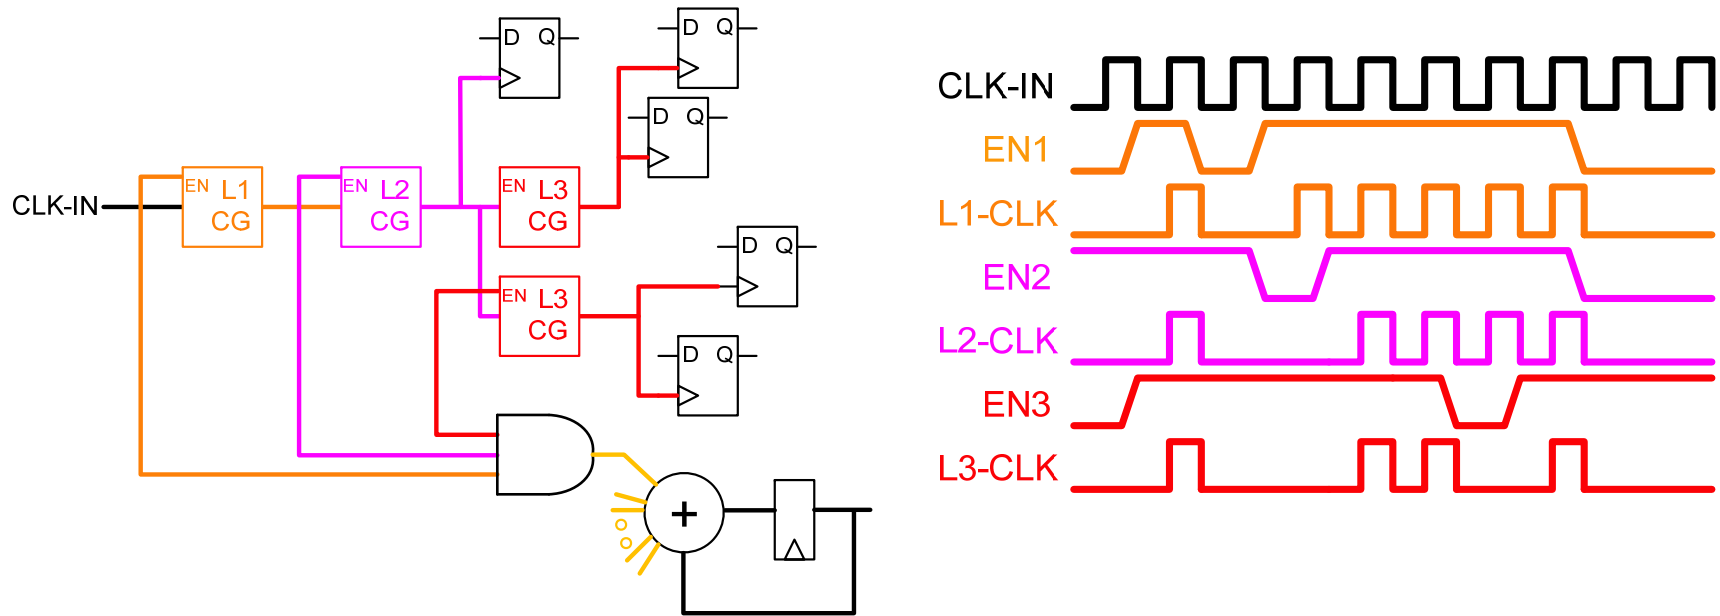 D Q
D Q
D Q
CLK-IN
EN L1
CG
EN L2
CG
EN L3
CG
D Q
EN L3
CG
D Q
+
CLK-IN
EN1
L1-CLK
EN2
L2-CLK
EN3
L3-CLK